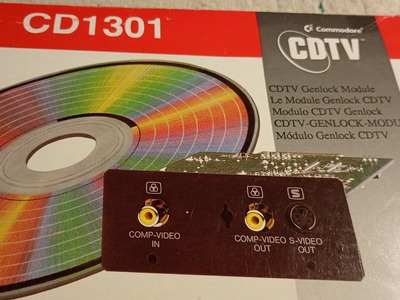 CD1301
Commodore
CDTV
CDTV Genlock Module
Le Module Genlock CDTV
Modulo CDTV Genlock
CDTV-GENLOCK-MODU
Módulo Genlock CDTV
S
COMP-VIDEO
IN
COMP-VIDEO
OUT
S-VIDEO
OUT